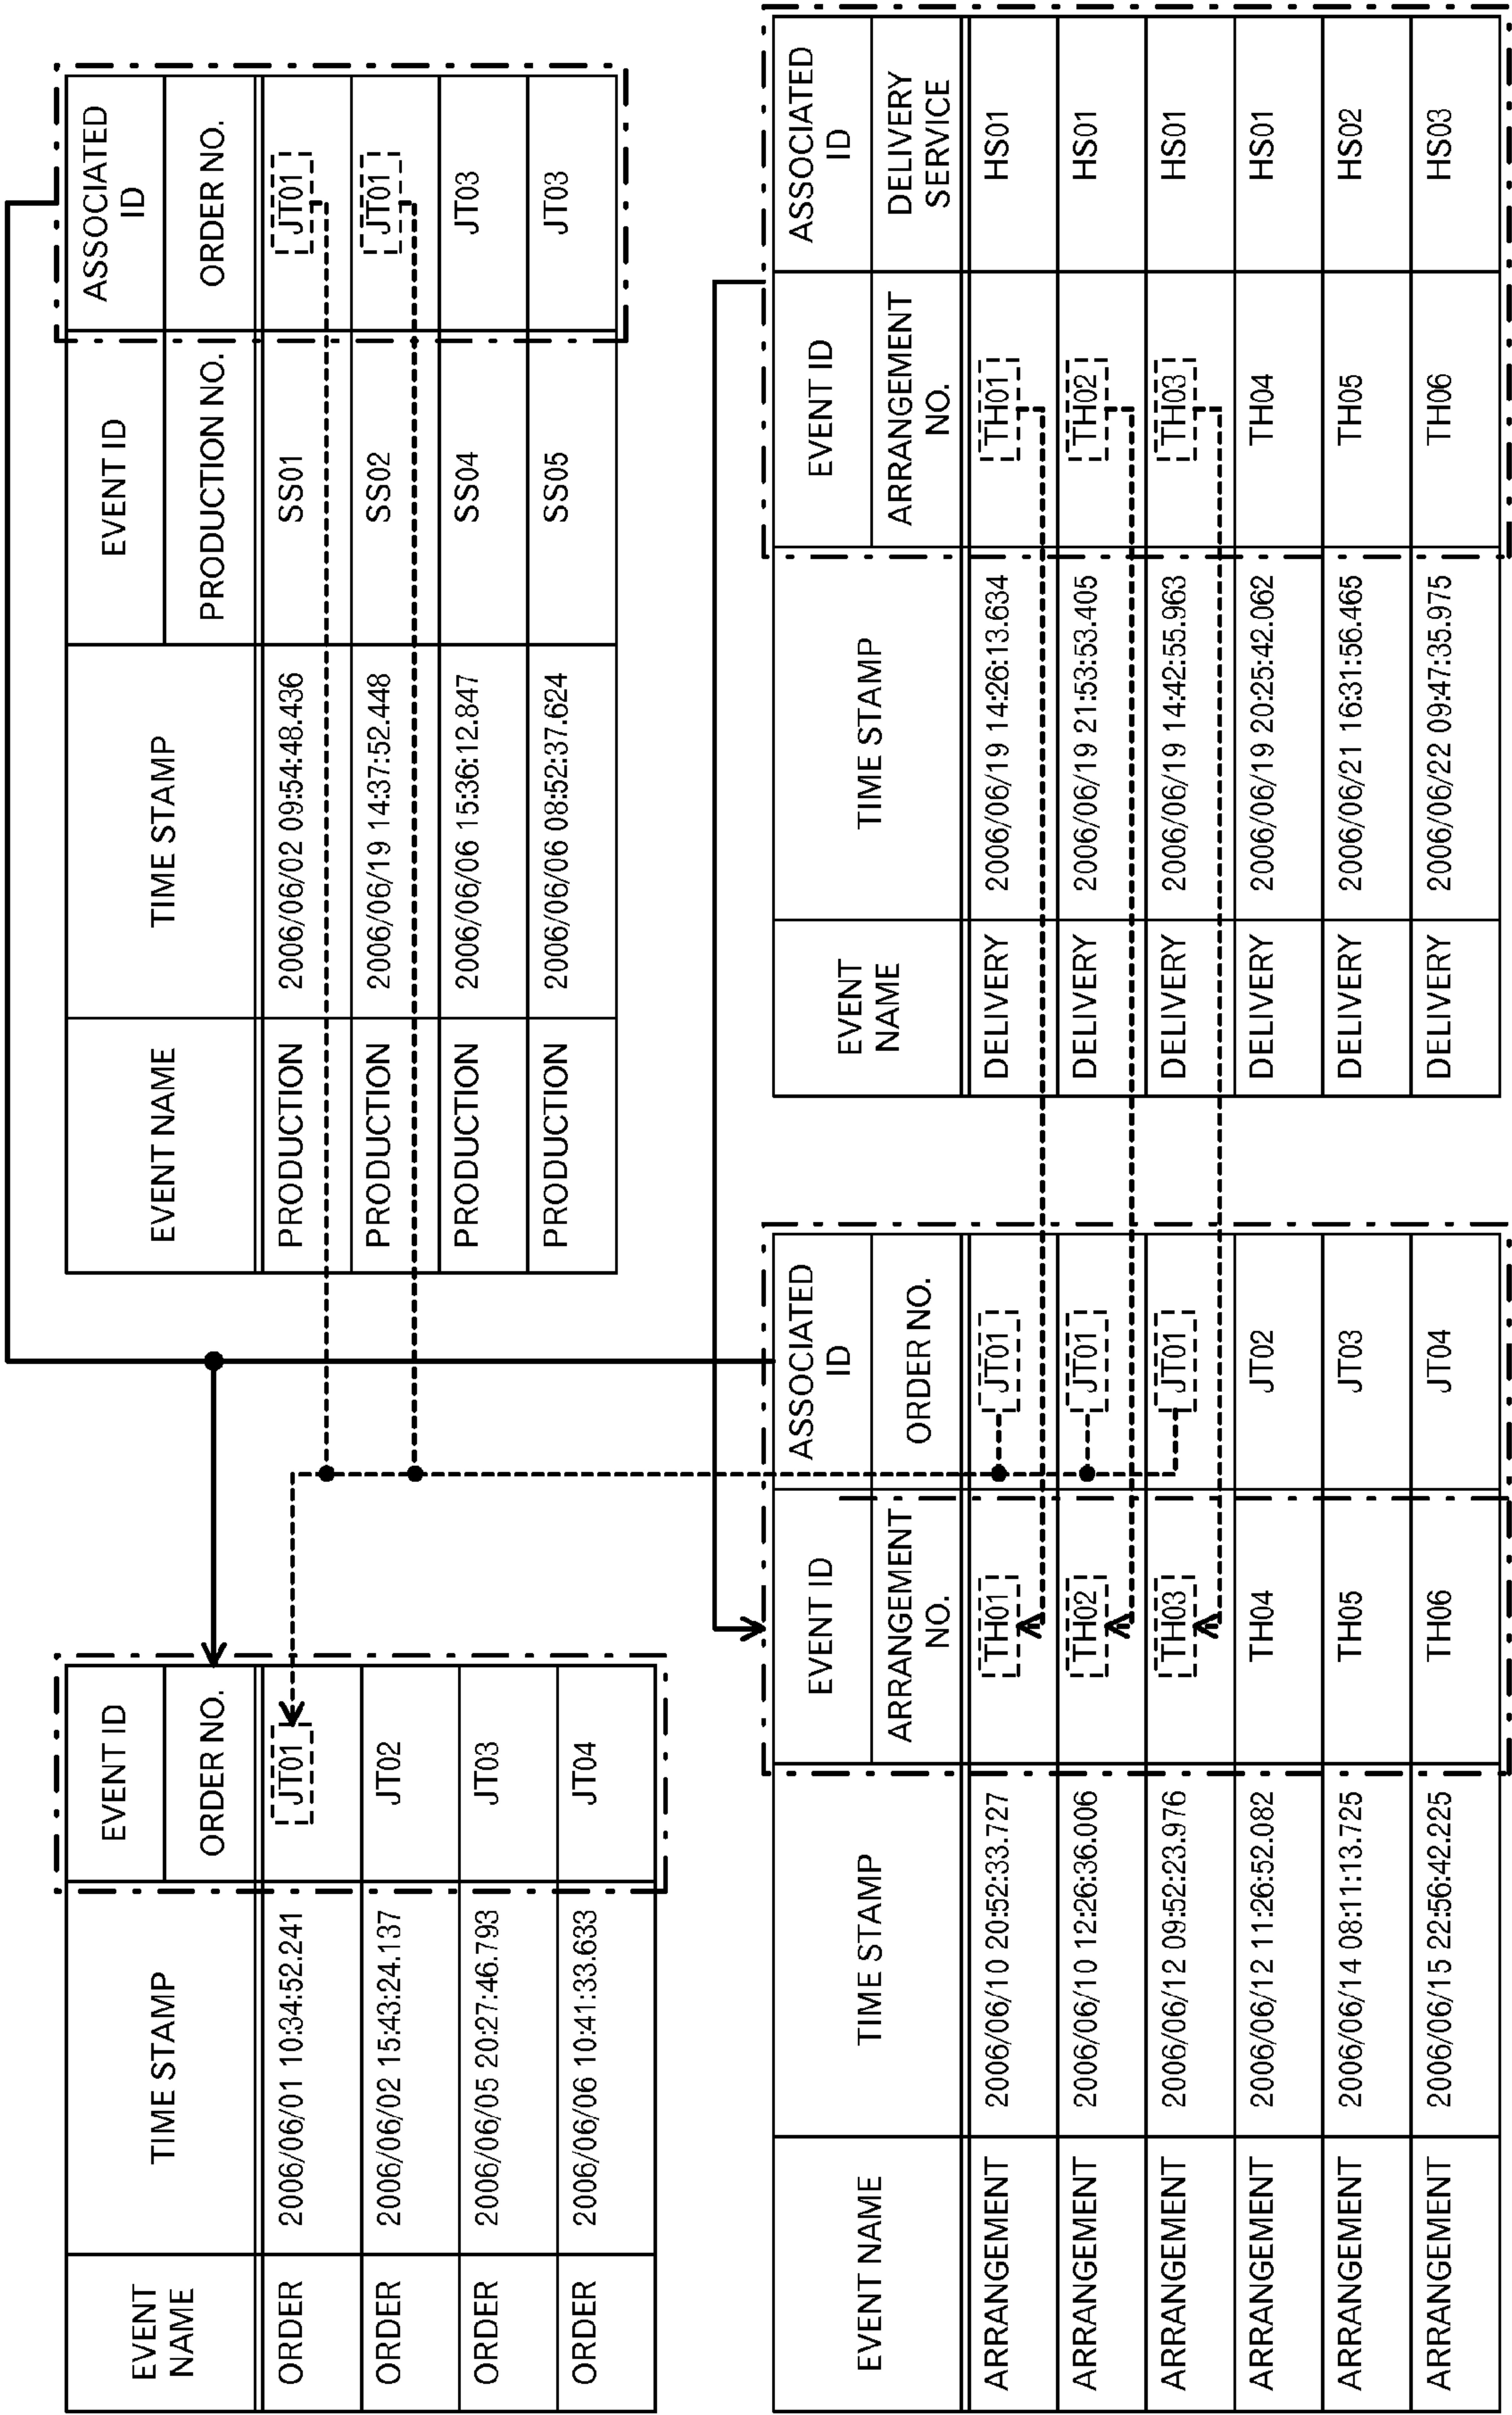 EVENT NAME
TIME STAMP
EVENT ID
ORDER NO.
ORDER 2006/06/01 10:34:52.241 JT01
ORDER 2006/06/02 15:43:24.137 JT02
ORDER 2006/06/05 20:27:46.793 JT03
ORDER 2006/06/06 10:41:33.633 JT04
EVENT NAME
TIME STAMP
EVENT ID
PRODUCTION NO.
ASSOCIATED
ID
ORDER NO.
PRODUCTION 2006/06/02 09:54:48.436 SS01 JT01
PRODUCTION 2006/06/19 14:37:52.448 SS02 JT01
PRODUCTION 2006/06/06 15:36:12.847 SS04 JT03
PRODUCTION 2006/06/06 08:52:37.624 SS05 JT03
EVENT NAME
TIME STAMP
EVENT ID
ARRANGEMENT
NO.
ASSOCIATED
ID
ORDER NO.
ARRANGEMENT 2006/06/10 20:52:33.727 TH01 JT01
ARRANGEMENT 2006/06/10 12:26:36.006 TH02 JT01
ARRANGEMENT 2006/06/12 09:52:23.976 TH03 JT01
ARRANGEMENT 2006/06/12 11:26:52.082 TH04 JT02
ARRANGEMENT 2006/06/14 08:11:13.725 TH05 JT03
ARRANGEMENT 2006/06/15 22:56:42.225 TH06 JT04
EVENT
NAME
TIME STAMP
EVENT ID
ARRANGEMENT
NO.
ASSOCIATED
ID
DELIVERY
SERVICE
DELIVERY 2006/06/19 14:26:13.634 TH01 HS01
DELIVERY 2006/06/19 21:53:53.405 TH02 HS01
DELIVERY 2006/06/19 14:42:55.963 TH03 HS01
DELIVERY 2006/06/19 20:25:42.062 TH04 HS01
DELIVERY 2006/06/21 16:31:56.465 TH05 HS02
DELIVERY 2006/06/22 09:47:35.975 TH06 HS03